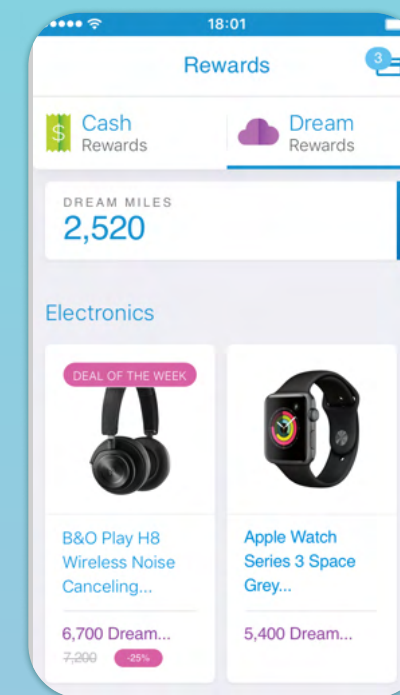 18:01
Rewards
3
$
Cash
Rewards
Dream
Rewards
DREAM MILES
2,520
Electronics
DEAL OF THE WEEK
B&O Play H8
Wireless Noise
Canceling...
6,700 Dream...
7,200 -25%
Apple Watch
Series 3 Space
Grey...
5,400 Dream...